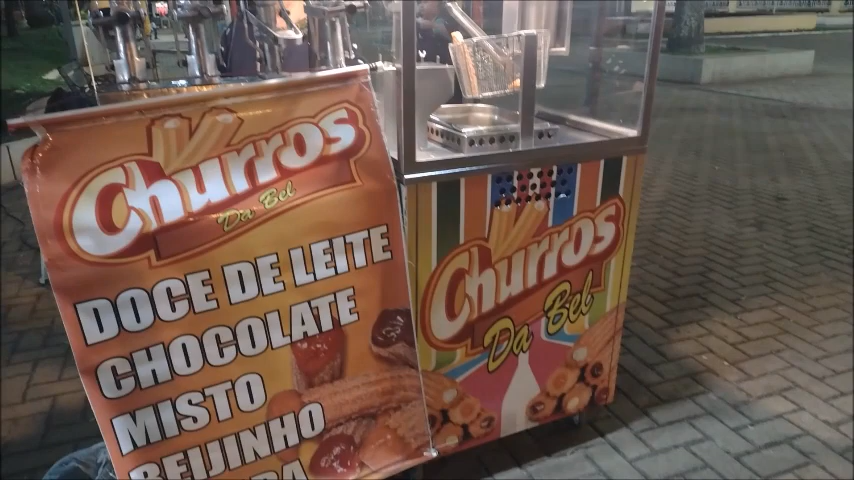 Churros
Da Bel
DOCE DE LEITE
CHOCOLATE
MISTO
BEIJINHO
Churros
Da Bel